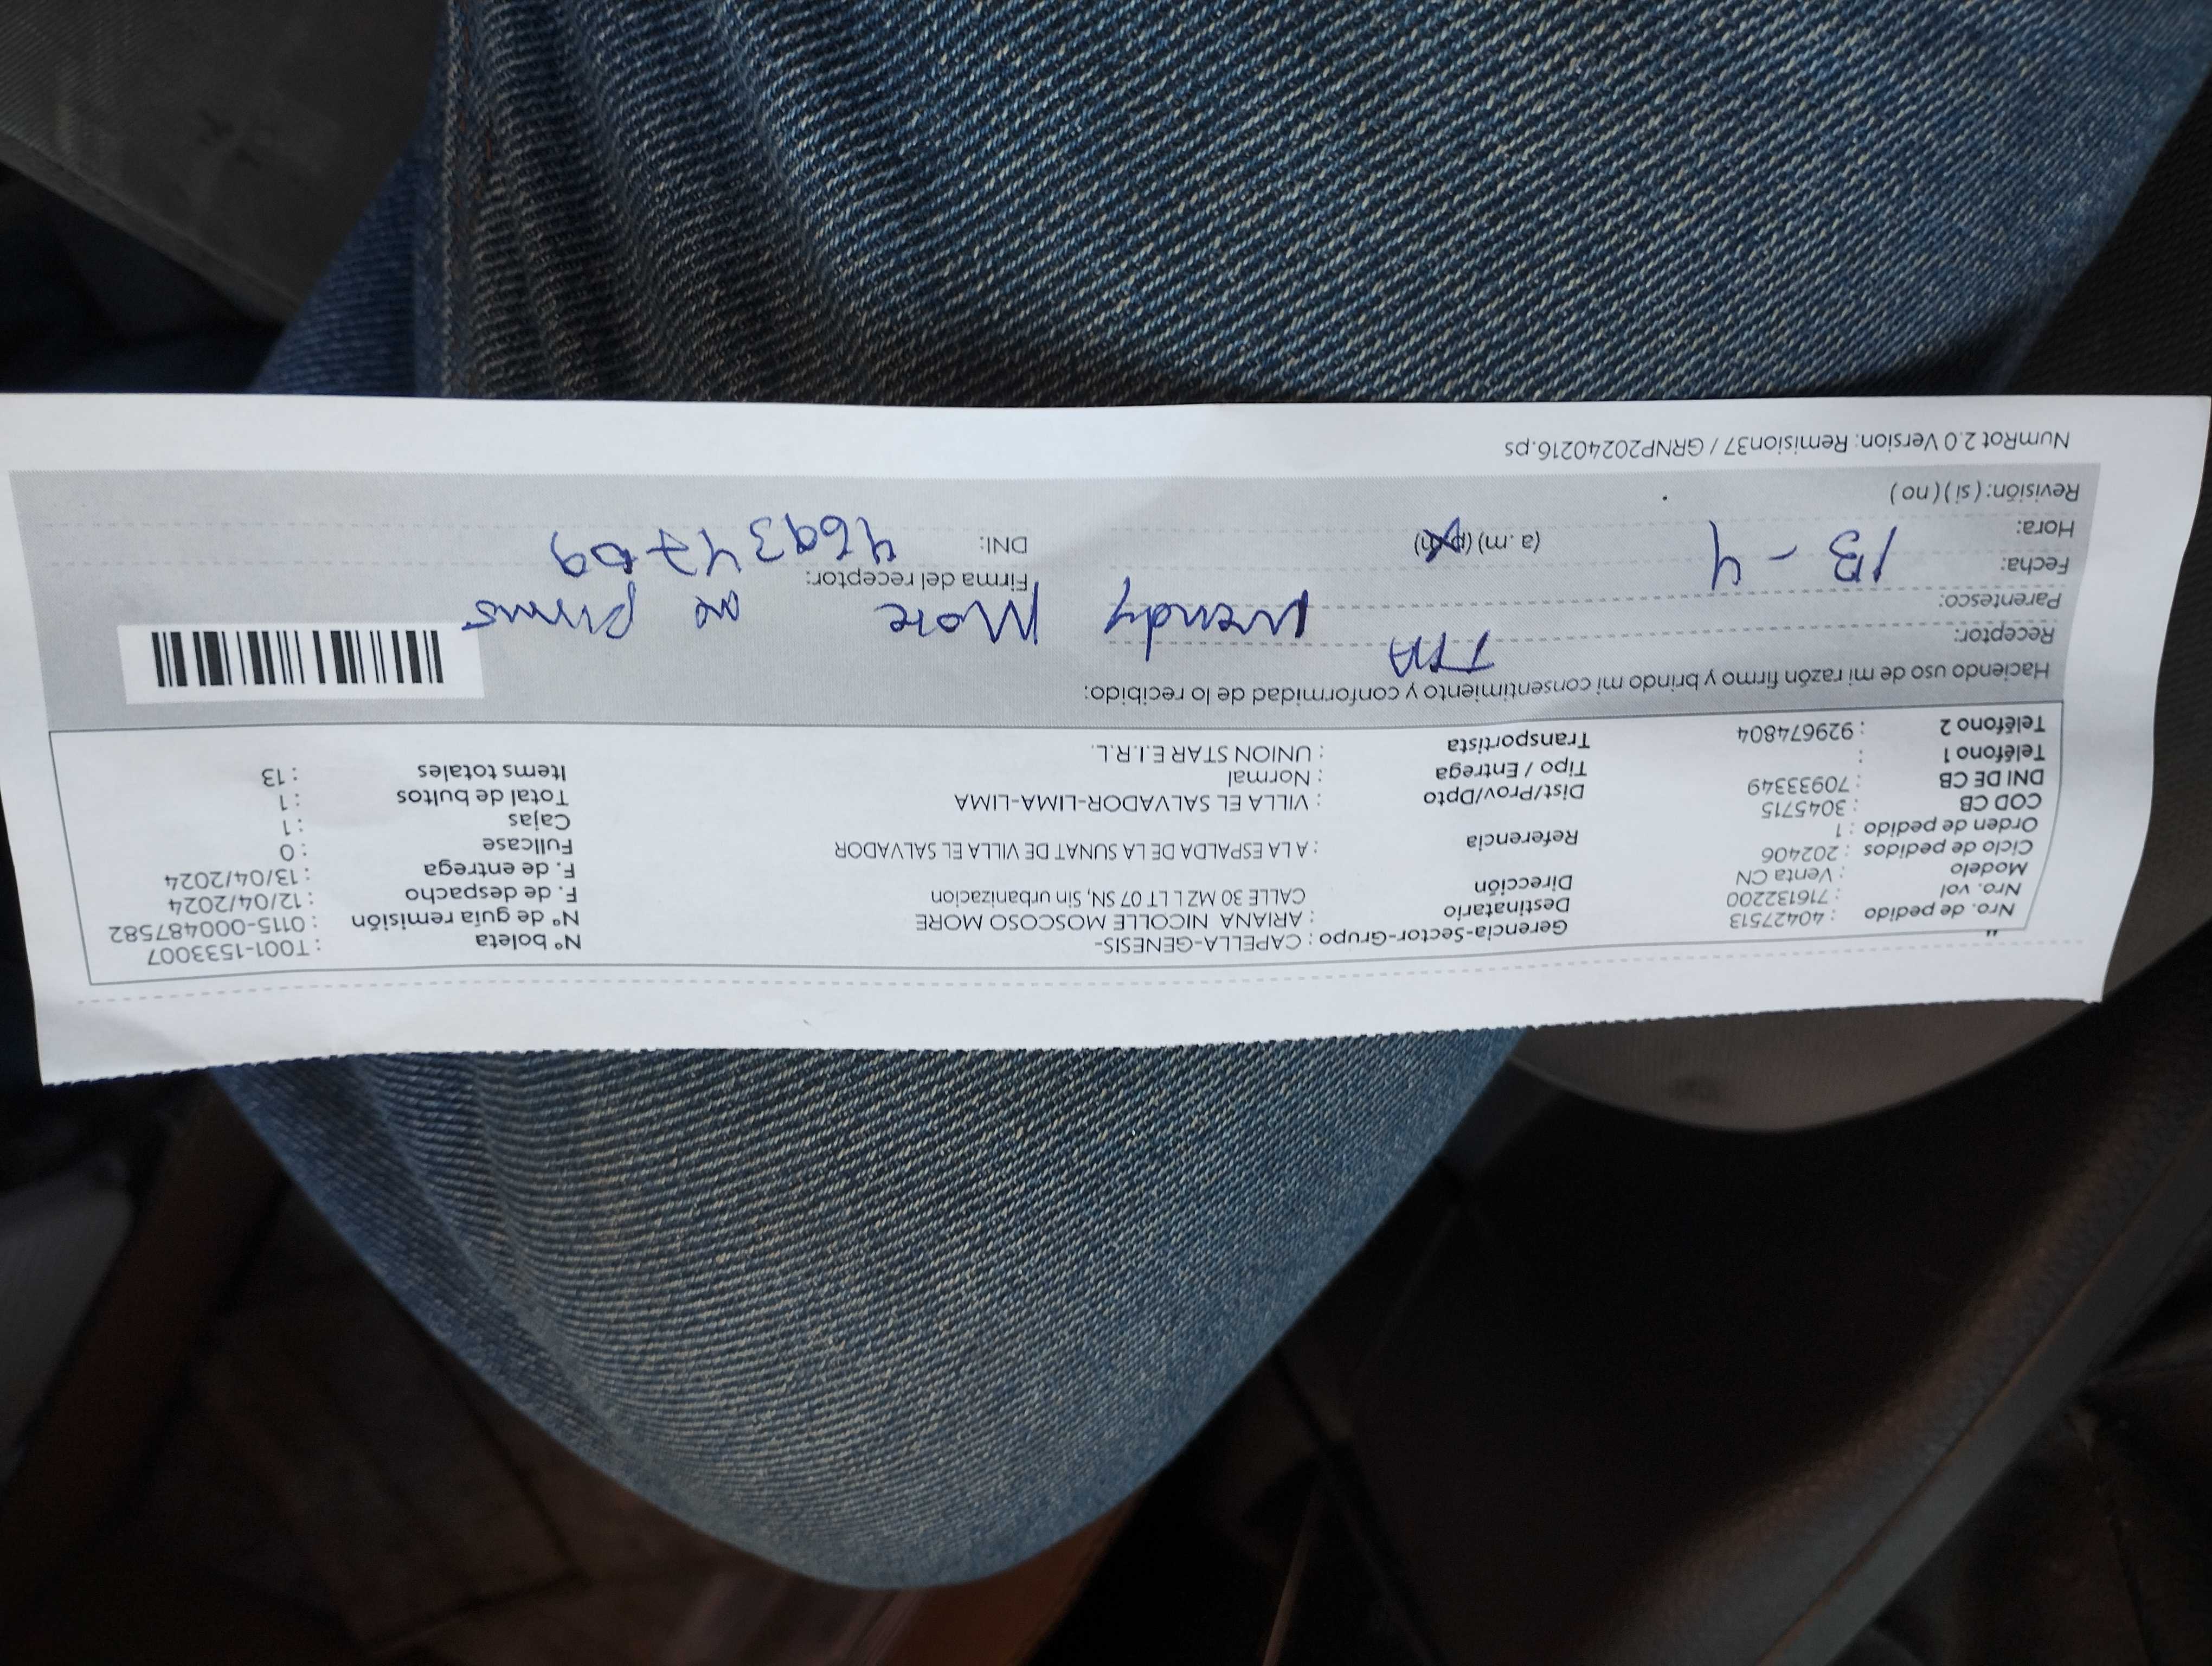 Nro. de pedido : 40427513 Gerencia-Sector-Grupo : CAPELLA-GENESIS- Nº boleta : T001-1533007
Nro. vol : 716132200 Destinatario : ARIANA NICOLLE MOSCOSO MORE Nº de guía remisión : 0115-000487582
Modelo : Venta CN Dirección CALLE 30 MZ L LT 07 SN, Sin urbanizacion F. de despacho : 12/04/2024
Ciclo de pedidos : 202406 F. de entrega : 13/04/2024
Orden de pedido : 1 Referencia : A LA ESPALDA DE LA SUNAT DE VILLA EL SALVADOR Fullcase : 0
COD CB : 3045715 Cajas : 1
DNI DE CB : 70933349 Dist/Prov/Dpto : VILLA EL SALVADOR-LIMA-LIMA Total de bultos : 1
Teléfono 1 : Tipo / Entrega : Normal Items totales : 13
Teléfono 2 : 929674804 Transportista : UNION STAR E.I.R.L.
Haciendo uso de mi razón firmo y brindo mi consentimiento y conformidad de lo recibido:
Receptor: Wendy More
Parentesco: TIA
Fecha: 13-4 Firma del receptor: no firmo
Hora: (a.m) (p.m) DNI: 46934709
Revisión: ( si ) ( no )
NumRot 2.0 Version: Remision37 / GRNP20240216.ps